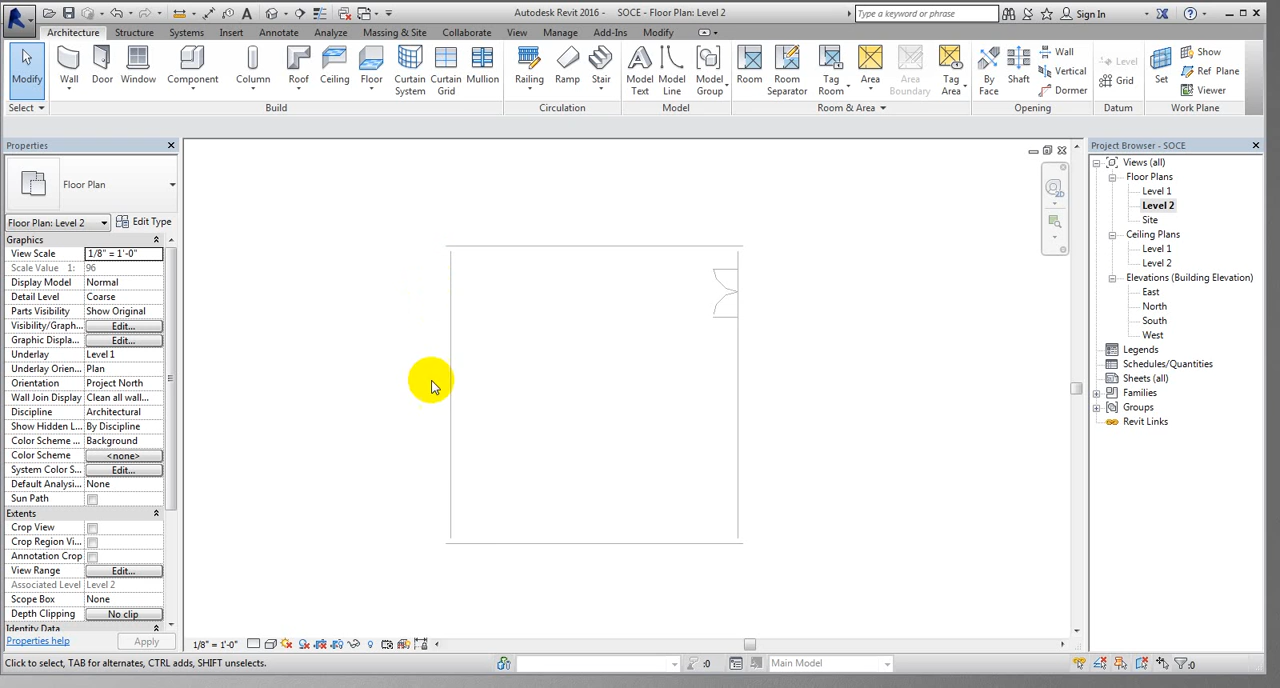 Autodesk Revit 2016 - SOCE - Floor Plan: Level 2
Type a keyword or phrase
Sign In
Architecture Structure Systems Insert Annotate Analyze Massing & Site Collaborate View Manage Add-Ins Modify
Modify Wall Door Window Component Column Roof Ceiling Floor Curtain System Curtain Grid Mullion Railing Ramp Stair Model Text Model Line Model Group Room Room Separator Tag Room Area Area Boundary Tag Area By Face Shaft Wall Vertical Dormer Level Grid Set Show Ref Plane Viewer
Select Build Circulation Model Room & Area Opening Datum Work Plane
Properties
Floor Plan
Floor Plan: Level 2 Edit Type
Graphics
View Scale 1/8" = 1'-0"
Scale Value 1: 96
Display Model Normal
Detail Level Coarse
Parts Visibility Show Original
Visibility/Graph... Edit...
Graphic Displa... Edit...
Underlay Level 1
Underlay Orien... Plan
Orientation Project North
Wall Join Display Clean all wall...
Discipline Architectural
Show Hidden L... By Discipline
Color Scheme ... Background
Color Scheme <none>
System Color S... Edit...
Default Analysi... None
Sun Path
Extents
Crop View
Crop Region Vi...
Annotation Crop
View Range Edit...
Associated Level Level 2
Scope Box None
Depth Clipping No clip
Identity Data
Properties help Apply
2D
Project Browser - SOCE
Views (all)
Floor Plans
Level 1
Level 2
Site
Ceiling Plans
Level 1
Level 2
Elevations (Building Elevation)
East
North
South
West
Legends
Schedules/Quantities
Sheets (all)
Families
Groups
Revit Links
1/8" = 1'-0"
Click to select, TAB for alternates, CTRL adds, SHIFT unselects.
:0
Main Model
:0